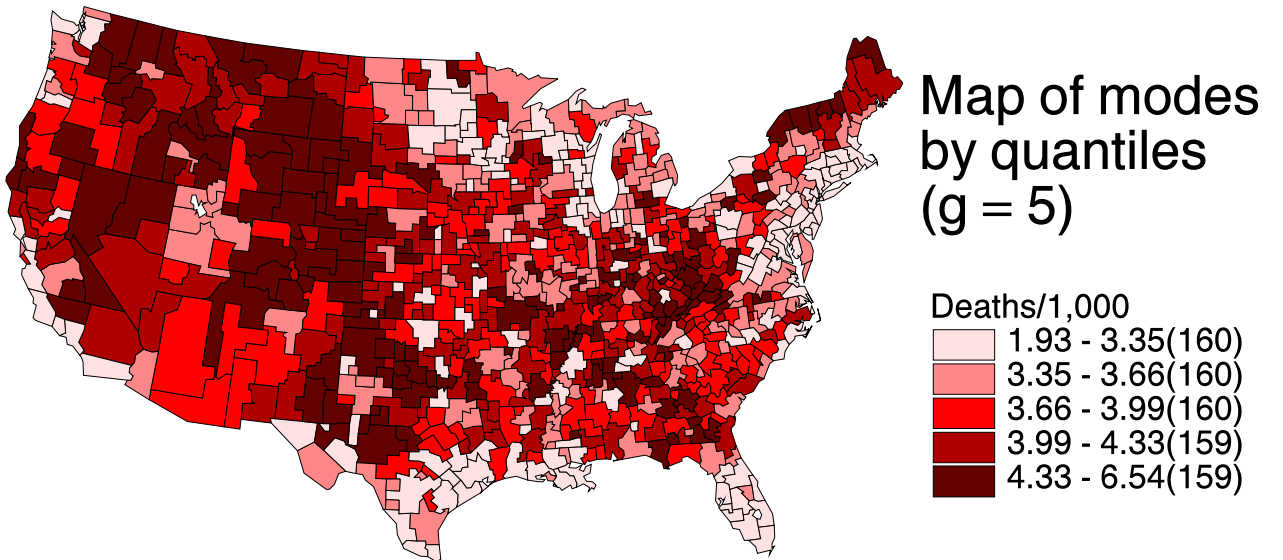 Map of modes
by quantiles
(g = 5)
Deaths/1,000
1.93 - 3.35(160)
3.35 - 3.66(160)
3.66 - 3.99(160)
3.99 - 4.33(159)
4.33 - 6.54(159)